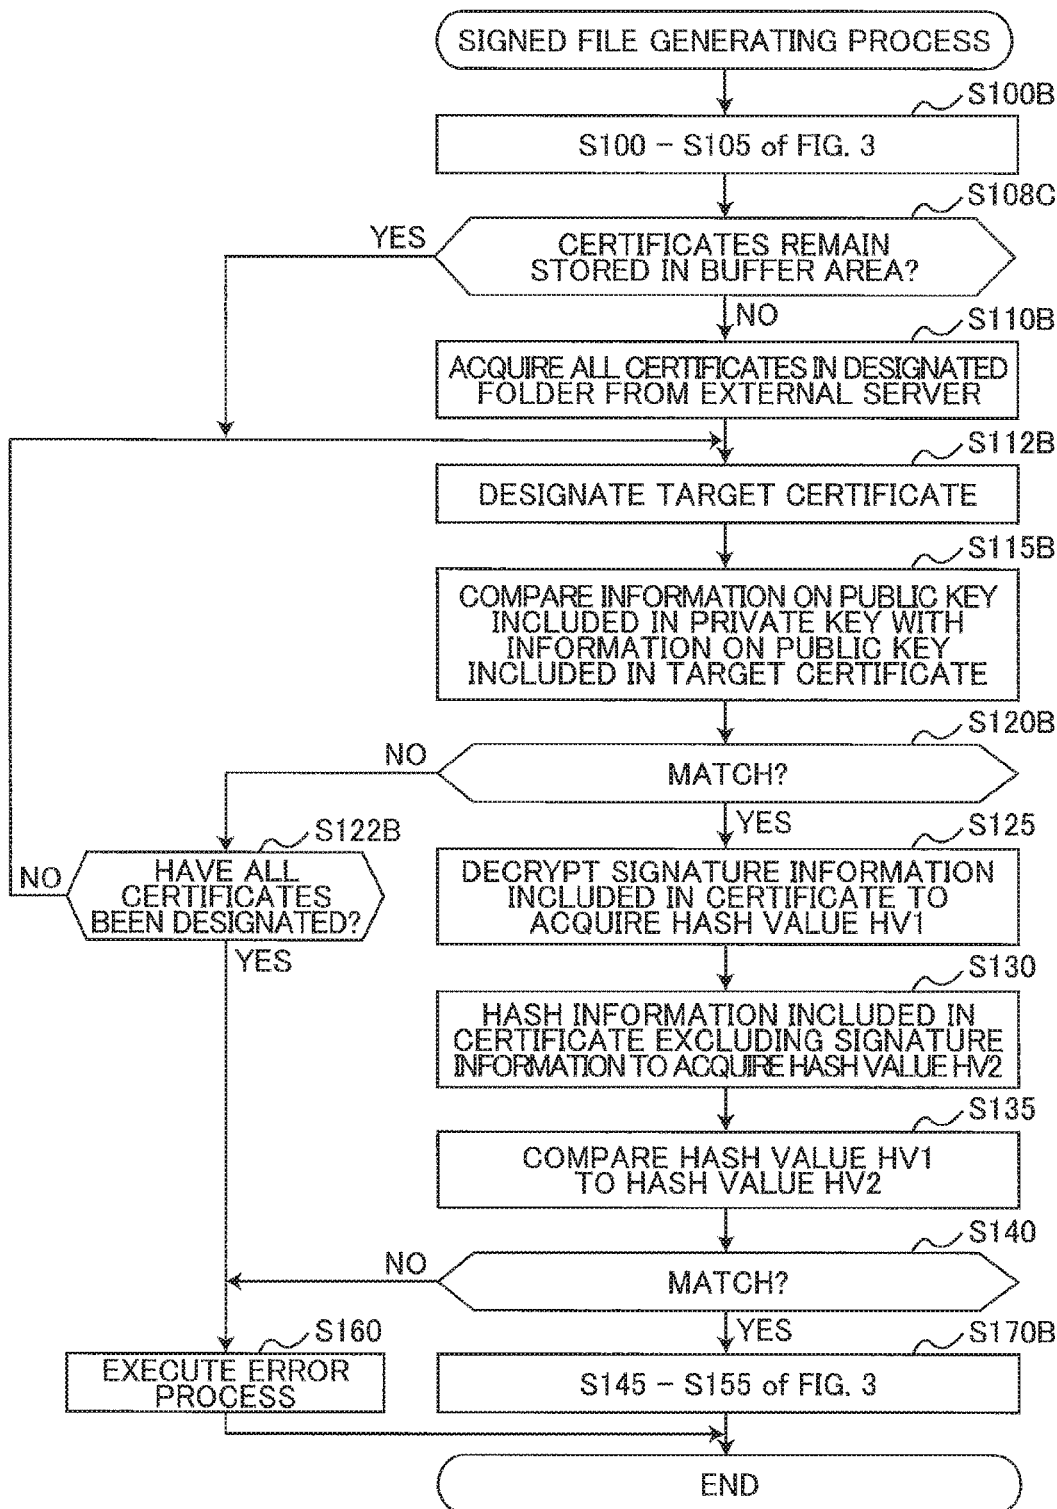 SIGNED FILE GENERATING PROCESS
S100B
S100 – S105 of FIG. 3
S108C
YES
CERTIFICATES REMAIN
STORED IN BUFFER AREA?
NO
S110B
ACQUIRE ALL CERTIFICATES IN DESIGNATED
FOLDER FROM EXTERNAL SERVER
S112B
DESIGNATE TARGET CERTIFICATE
S115B
COMPARE INFORMATION ON PUBLIC KEY
INCLUDED IN PRIVATE KEY WITH
INFORMATION ON PUBLIC KEY
INCLUDED IN TARGET CERTIFICATE
S120B
NO
MATCH?
YES
S122B
NO
HAVE ALL
CERTIFICATES
BEEN DESIGNATED?
YES
S125
DECRYPT SIGNATURE INFORMATION
INCLUDED IN CERTIFICATE TO
ACQUIRE HASH VALUE HV1
S130
HASH INFORMATION INCLUDED IN
CERTIFICATE EXCLUDING SIGNATURE
INFORMATION TO ACQUIRE HASH VALUE HV2
S135
COMPARE HASH VALUE HV1
TO HASH VALUE HV2
S140
NO
MATCH?
YES
S160
EXECUTE ERROR
PROCESS
S170B
S145 – S155 of FIG. 3
END